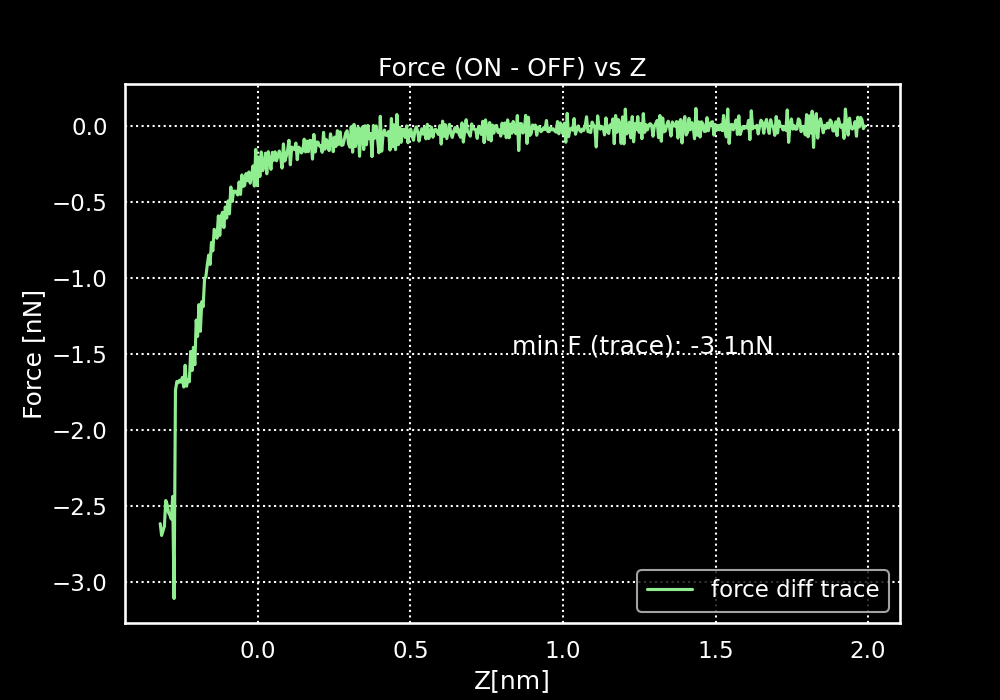 Force (ON - OFF) vs Z
Force [nN]
0.0
−0.5
−1.0
−1.5
−2.0
−2.5
−3.0
min F (trace): -3.1nN
force diff trace
0.0 0.5 1.0 1.5 2.0
Z[nm]